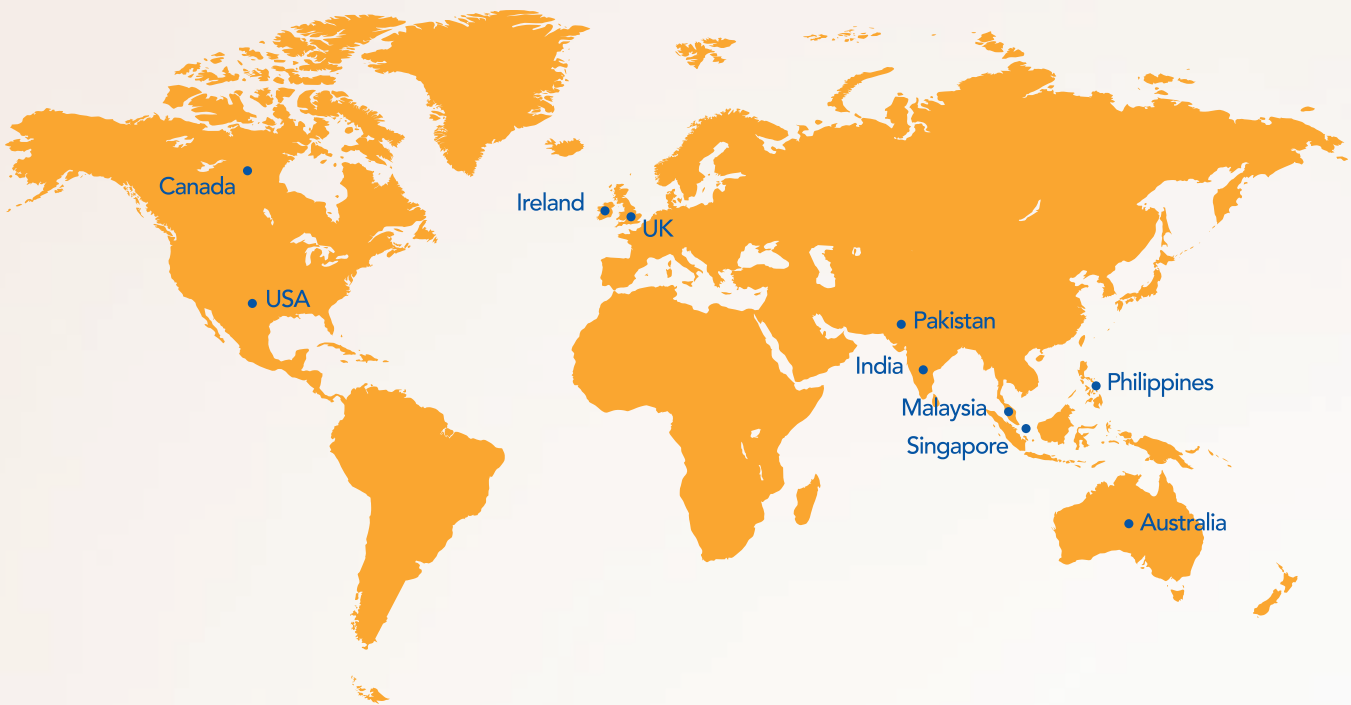 Canada
Ireland
UK
USA
Pakistan
India
Philippines
Malaysia
Singapore
Australia